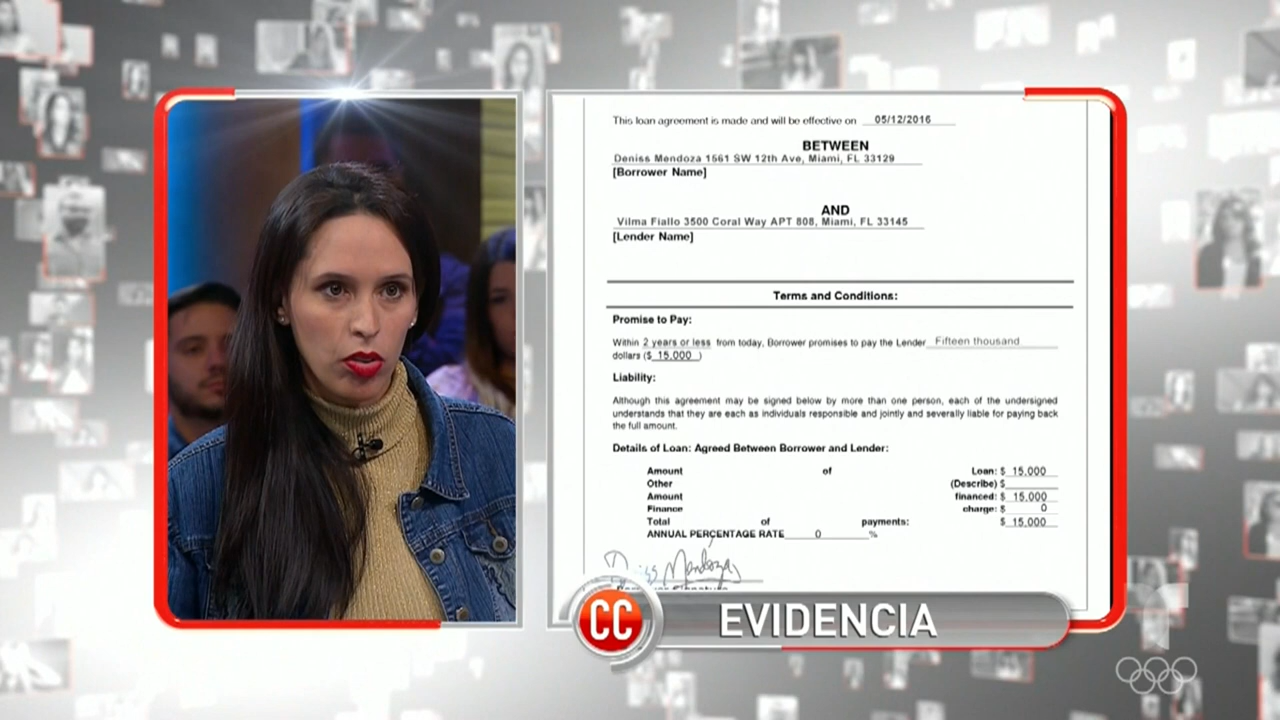 This loan agreement is made and will be effective on 05/12/2016
BETWEEN
Deniss Mendoza 1561 SW 12th Ave, Miami, FL 33129
[Borrower Name]
AND
Vilma Fiallo 3500 Coral Way APT 808, Miami, FL 33145
[Lender Name]
Terms and Conditions:
Promise to Pay:
Within 2 years or less from today, Borrower promises to pay the Lender Fifteen thousand
dollars ($ 15.000 )
Liability:
Although this agreement may be signed below by more than one person, each of the undersigned
understands that they are each as individuals responsible and jointly and severally liable for paying back
the full amount.
Details of Loan: Agreed Between Borrower and Lender:
Amount of Loan: $ 15.000
Other (Describe) $
Amount financed: $ 15.000
Finance charge: $ 0
Total of payments: $ 15.000
ANNUAL PERCENTAGE RATE 0 %
Deniss Mendoza
CC EVIDENCIA